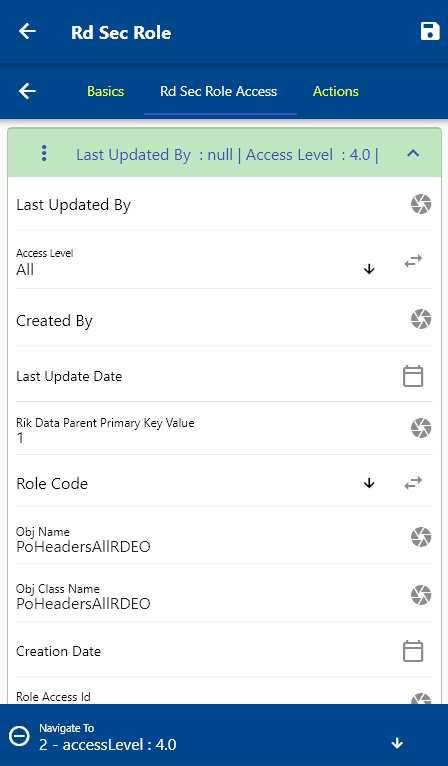 Rd Sec Role
Basics
Rd Sec Role Access
Actions
Last Updated By : null | Access Level : 4.0 |
Last Updated By
Access Level
All
Created By
Last Update Date
Rik Data Parent Primary Key Value
1
Role Code
Obj Name
PoHeadersAllRDEO
Obj Class Name
PoHeadersAllRDEO
Creation Date
Role Access Id
Navigate To
2 - accessLevel : 4.0